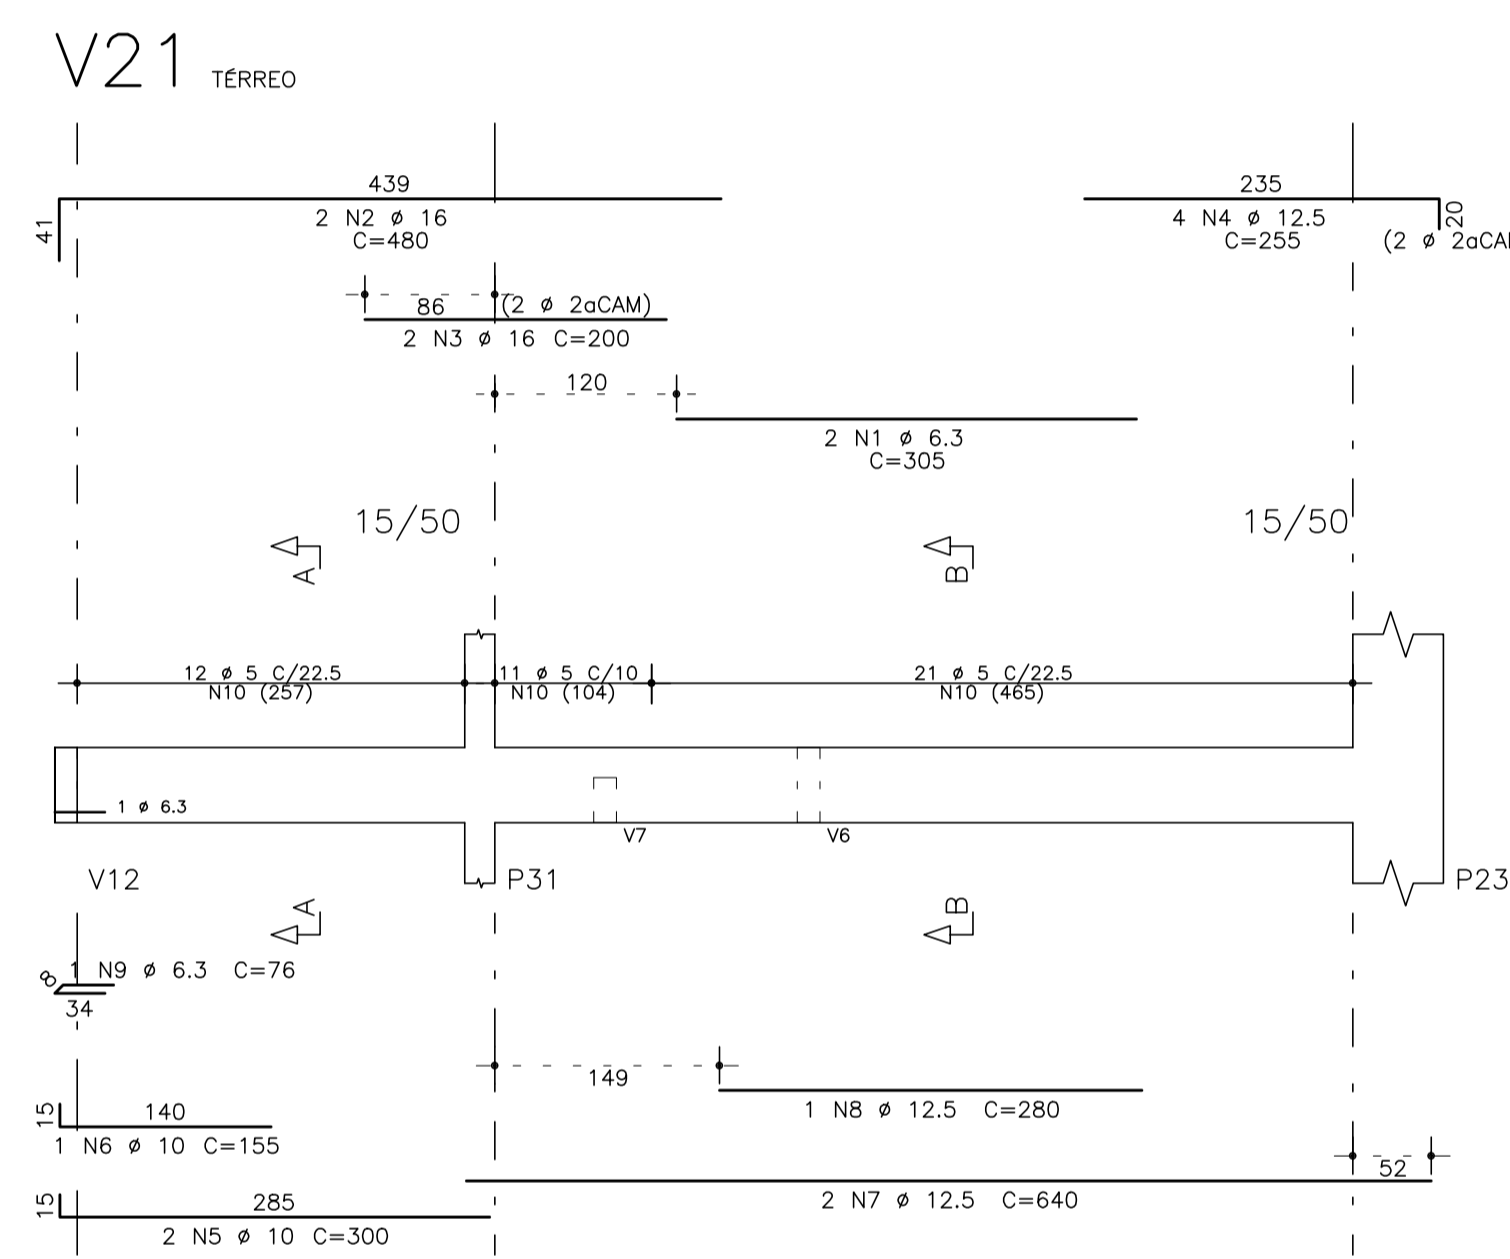 V21 TÉRREO
439
235
41
2 N2 ø 16
C=480
4 N4 ø 12.5
C=255
20
(2 ø 2aCA
86
(2 ø 2aCAM)
2 N3 ø 16 C=200
120
2 N1 ø 6.3
C=305
15/50
15/50
A
B
12 ø 5 C/22.5
N10 (257)
11 ø 5 C/10
N10 (104)
21 ø 5 C/22.5
N10 (465)
1 ø 6.3
V7
V6
V12
P31
P23
A
B
8
1 N9 ø 6.3 C=76
34
149
1 N8 ø 12.5 C=280
15
140
1 N6 ø 10 C=155
52
2 N7 ø 12.5 C=640
15
285
2 N5 ø 10 C=300